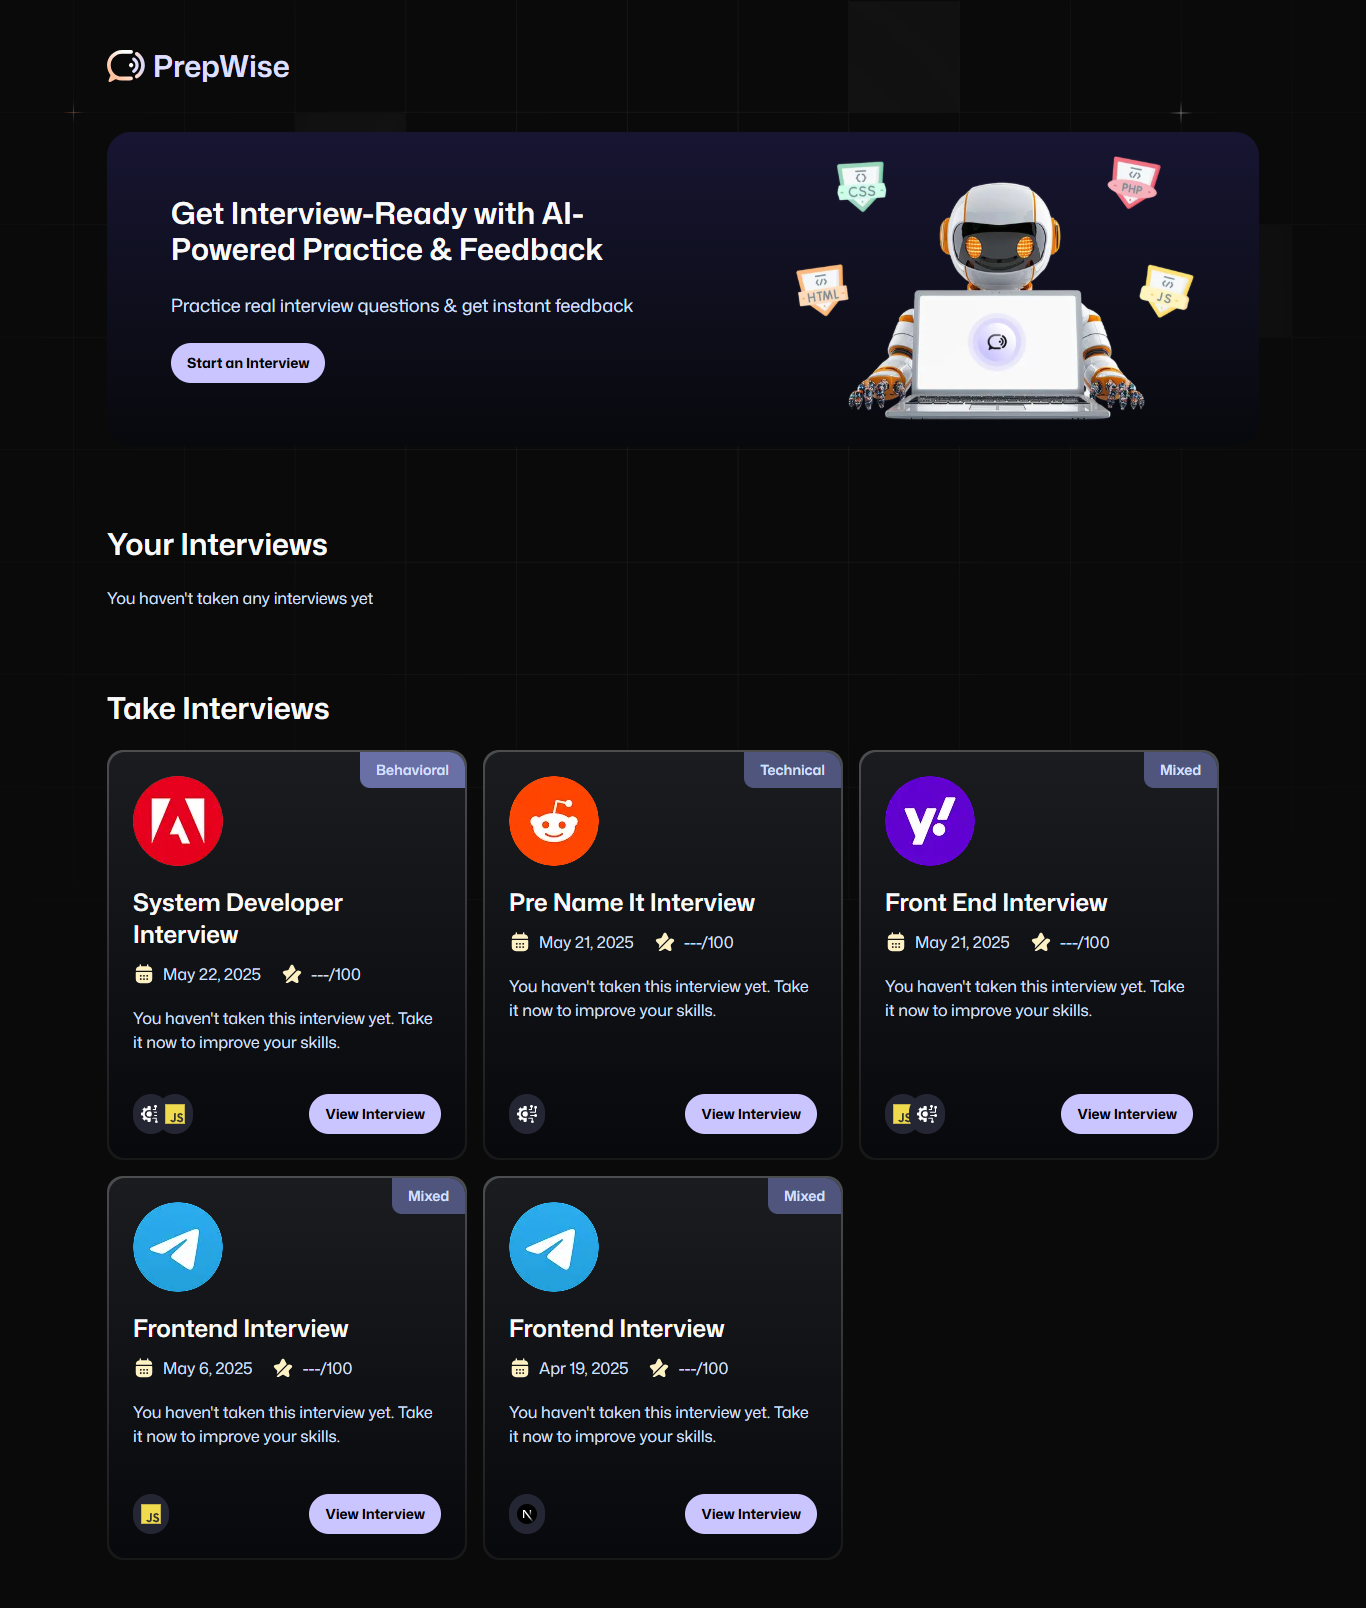 PrepWise
Get Interview-Ready with AI-
Powered Practice & Feedback
Practice real interview questions & get instant feedback
Start an Interview
CSS
PHP
HTML
JS
Your Interviews
You haven't taken any interviews yet
Take Interviews
Behavioral
System Developer
Interview
May 22, 2025 ---/100
You haven't taken this interview yet. Take
it now to improve your skills.
JS
View Interview
Technical
Pre Name It Interview
May 21, 2025 ---/100
You haven't taken this interview yet. Take
it now to improve your skills.
View Interview
Mixed
y!
Front End Interview
May 21, 2025 ---/100
You haven't taken this interview yet. Take
it now to improve your skills.
JS
View Interview
Mixed
Frontend Interview
May 6, 2025 ---/100
You haven't taken this interview yet. Take
it now to improve your skills.
JS
View Interview
Mixed
Frontend Interview
Apr 19, 2025 ---/100
You haven't taken this interview yet. Take
it now to improve your skills.
N
View Interview